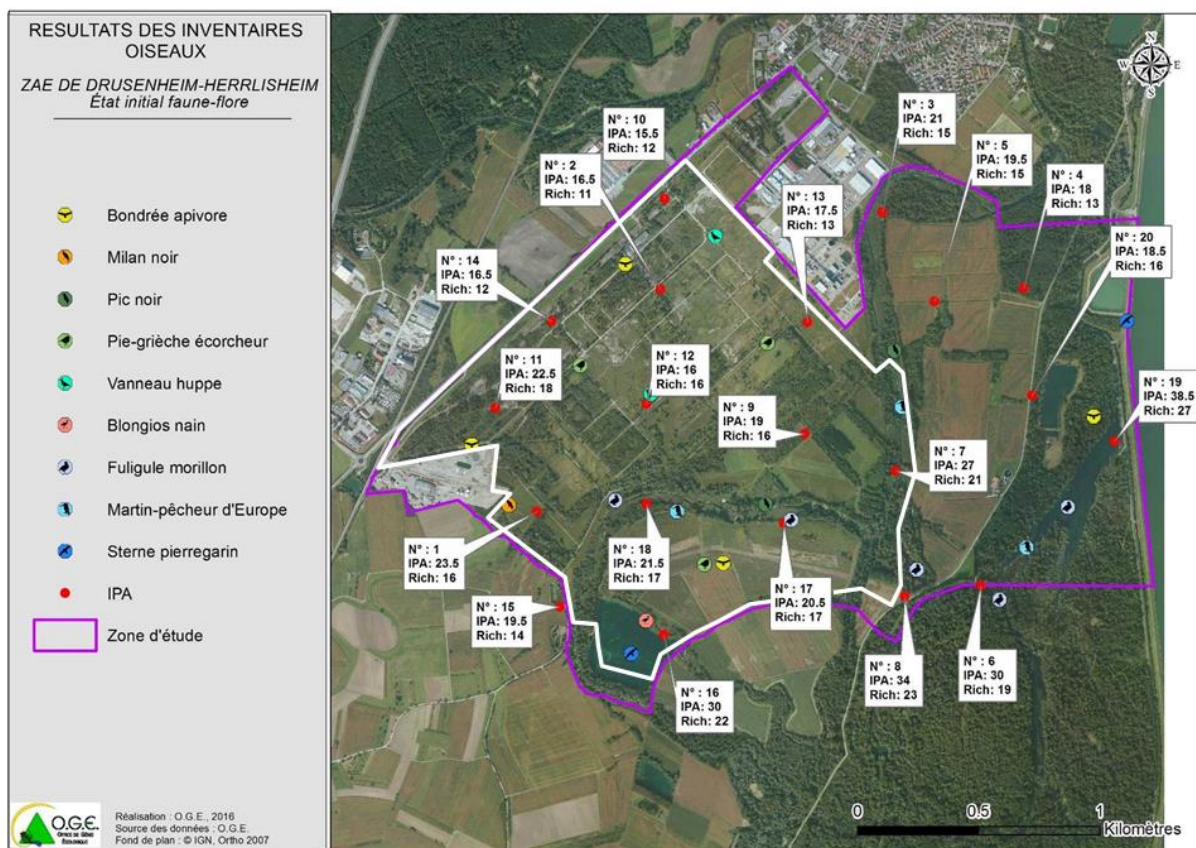 RESULTATS DES INVENTAIRES
OISEAUX
ZAE DE DRUSENHEIM-HERRLISHEIM
État initial faune-flore
Bondrée apivore
Milan noir
Pic noir
Pie-grièche écorcheur
Vanneau huppe
Blongios nain
Fuligule morillon
Martin-pêcheur d'Europe
Sterne pierregarin
IPA
Zone d'étude
O.G.E.
OFFICE DE GÉNIE
ÉCOLOGIQUE
Réalisation : O.G.E., 2016
Source des données : O.G.E.
Fond de plan : © IGN, Ortho 2007
N
W
E
S
N° : 10
IPA: 15.5
Rich: 12
N° : 2
IPA: 16.5
Rich: 11
N° : 3
IPA: 21
Rich: 15
N° : 5
IPA: 19.5
Rich: 15
N° : 4
IPA: 18
Rich: 13
N° : 13
IPA: 17.5
Rich: 13
N° : 20
IPA: 18.5
Rich: 16
N° : 14
IPA: 16.5
Rich: 12
N° : 11
IPA: 22.5
Rich: 18
N° : 12
IPA: 16
Rich: 16
N° : 19
IPA: 38.5
Rich: 27
N° : 9
IPA: 19
Rich: 16
N° : 7
IPA: 27
Rich: 21
N° : 1
IPA: 23.5
Rich: 16
N° : 18
IPA: 21.5
Rich: 17
N° : 17
IPA: 20.5
Rich: 17
N° : 15
IPA: 19.5
Rich: 14
N° : 16
IPA: 30
Rich: 22
N° : 8
IPA: 34
Rich: 23
N° : 6
IPA: 30
Rich: 19
0 0.5 1
Kilomètres